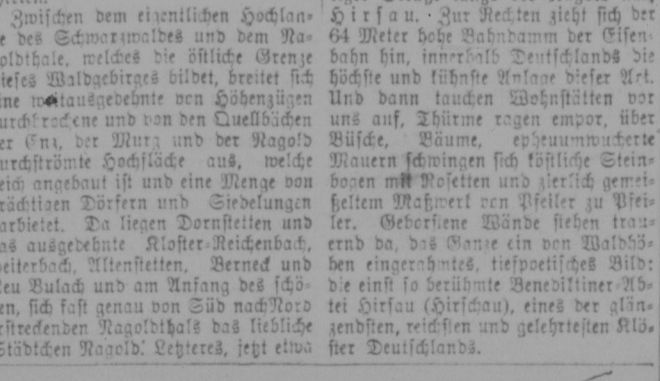 Zwischen dem eigentlichen Hochlan-
e des Schwarzwaldes und dem Na-
oldthale, welches die östliche Grenze
ieses Waldgebirges bildet, breitet sich
ine weitausgedehnte von Höhenzügen
urchbrochene und von den Quellbächen
er Enz, der Murg und der Nagold
urchströmte Hochfläche aus, welche
eich angebaut ist und eine Menge von
rächtigen Dörfern und Siedelungen
arbietet. Da liegen Dornstetten und
as ausgedehnte Kloster-Reichenbach,
eiterbach, Altenstetten, Berneck und
eu Bulach und am Anfang des schö-
en, sich fast genau von Süd nach Nord
rstreckenden Nagoldthals das liebliche
Städtchen Nagold. Letzteres, jetzt etwa
Hirsau. Zur Rechten zieht sich der
64 Meter hohe Bahndamm der Eisen-
bahn hin, innerhalb Deutschlands die
höchste und kühnste Anlage dieser Art.
Und dann tauchen Wohnstätten vor
uns auf, Thürme ragen empor, über
Büsche, Bäume, epheuumwucherte
Mauern schwingen sich köstliche Stein-
bogen mit Rosetten und zierlich gemei-
ßeltem Maßwerk von Pfeiler zu Pfei-
ler. Geborstene Wände stehen trau-
ernd da, das Ganze ein von Waldhö-
hen eingerahmtes, tiefpoetisches Bild:
die einst so berühmte Benediktiner-Ab-
tei Hirsau (Hirschau), eines der glän-
zendsten, reichsten und gelehrtesten Klö-
ster Deutschlands.